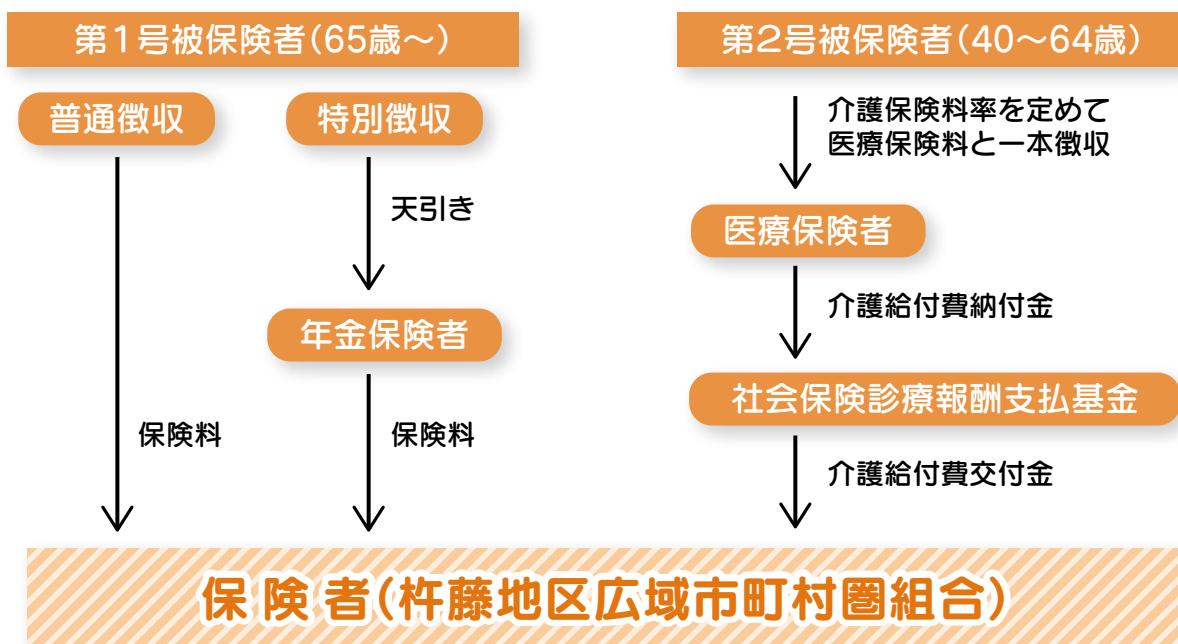 第1号被保険者(65歳～)
普通徴収
特別徴収
天引き
年金保険者
保険料
保険料
第2号被保険者(40～64歳)
介護保険料率を定めて
医療保険料と一本徴収
医療保険者
介護給付費納付金
社会保険診療報酬支払基金
介護給付費交付金
保険者(杵藤地区広域市町村圏組合)